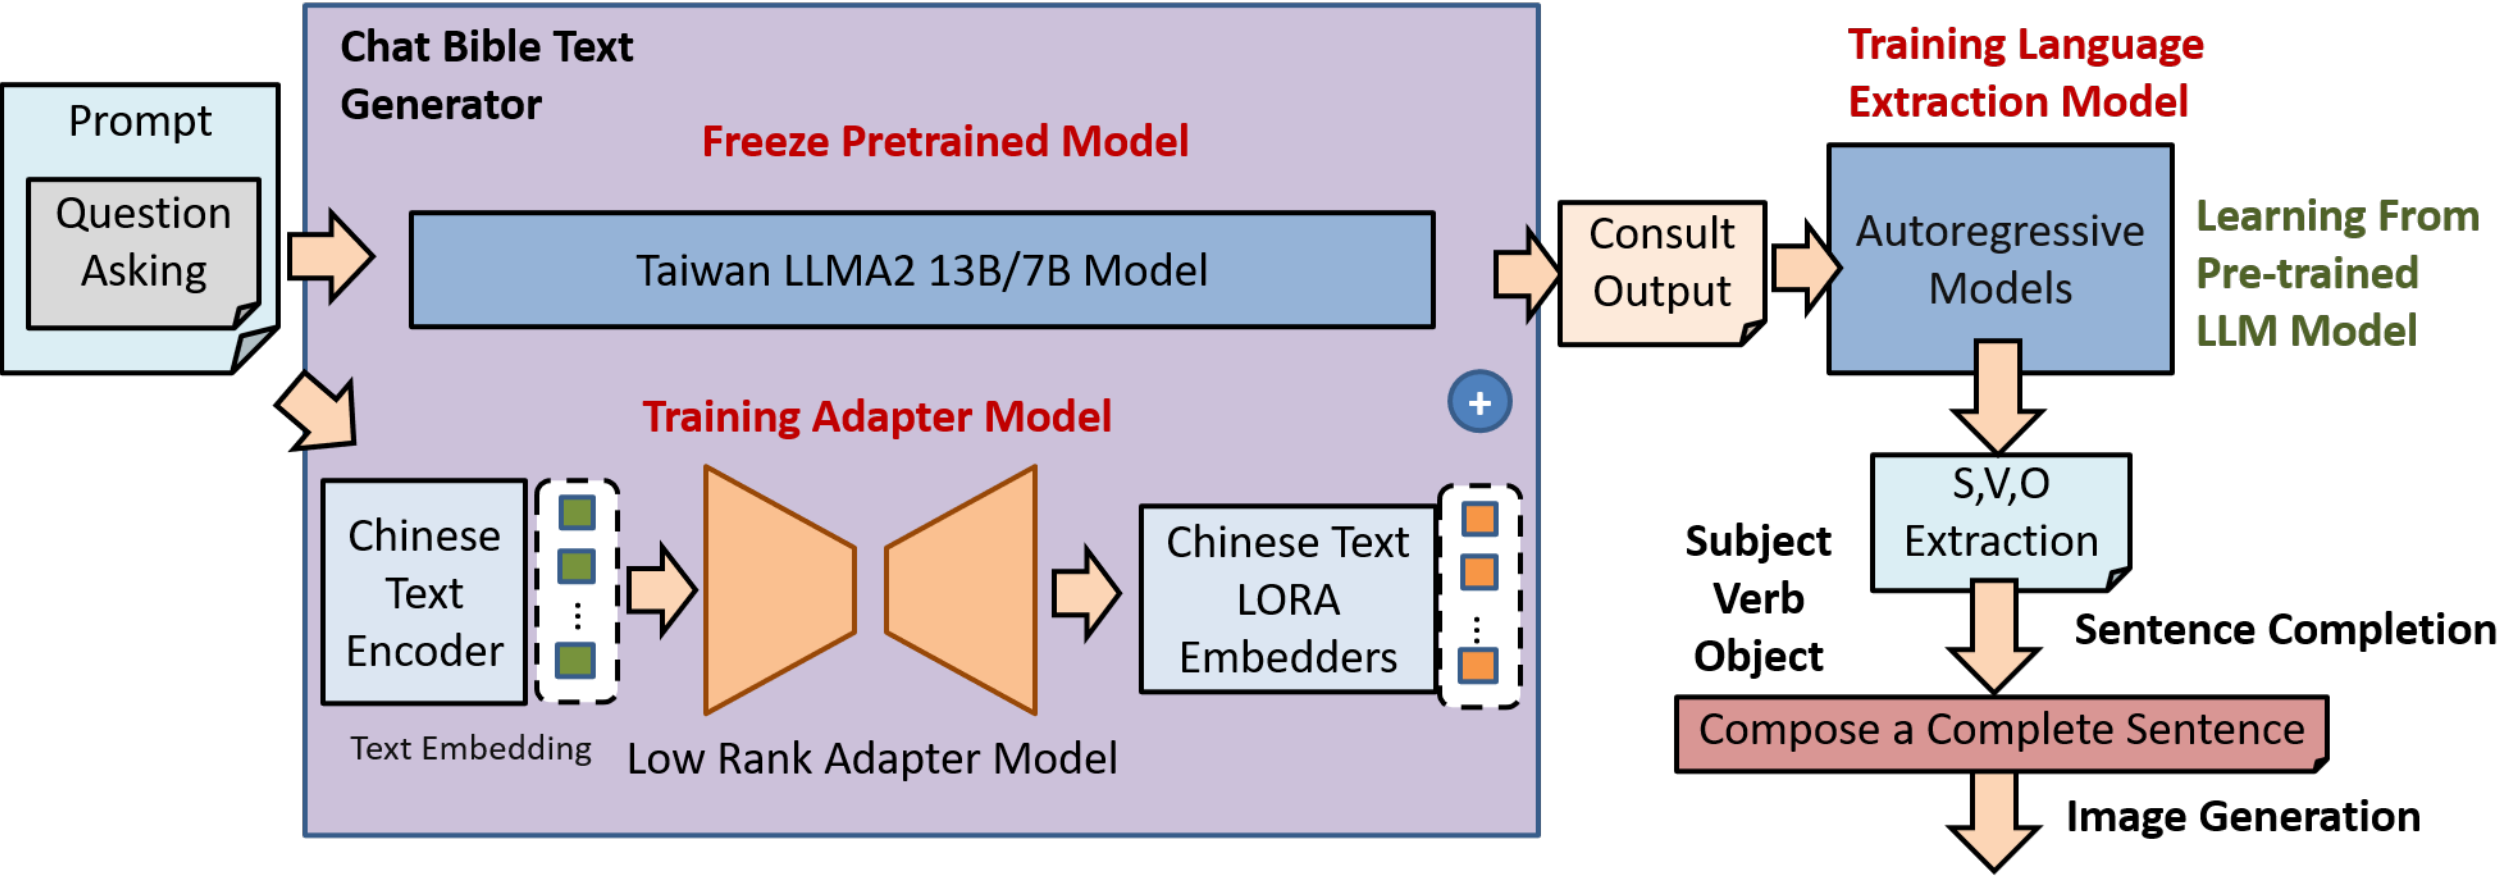 Prompt
Question
Asking
Chat Bible Text
Generator
Freeze Pretrained Model
Taiwan LLMA2 13B/7B Model
+
Training Adapter Model
Chinese
Text
Encoder
Text Embedding
Low Rank Adapter Model
Chinese Text
LORA
Embedders
Consult
Output
Training Language
Extraction Model
Autoregressive
Models
Learning From
Pre-trained
LLM Model
S,V,O
Extraction
Subject
Verb
Object
Sentence Completion
Compose a Complete Sentence
Image Generation